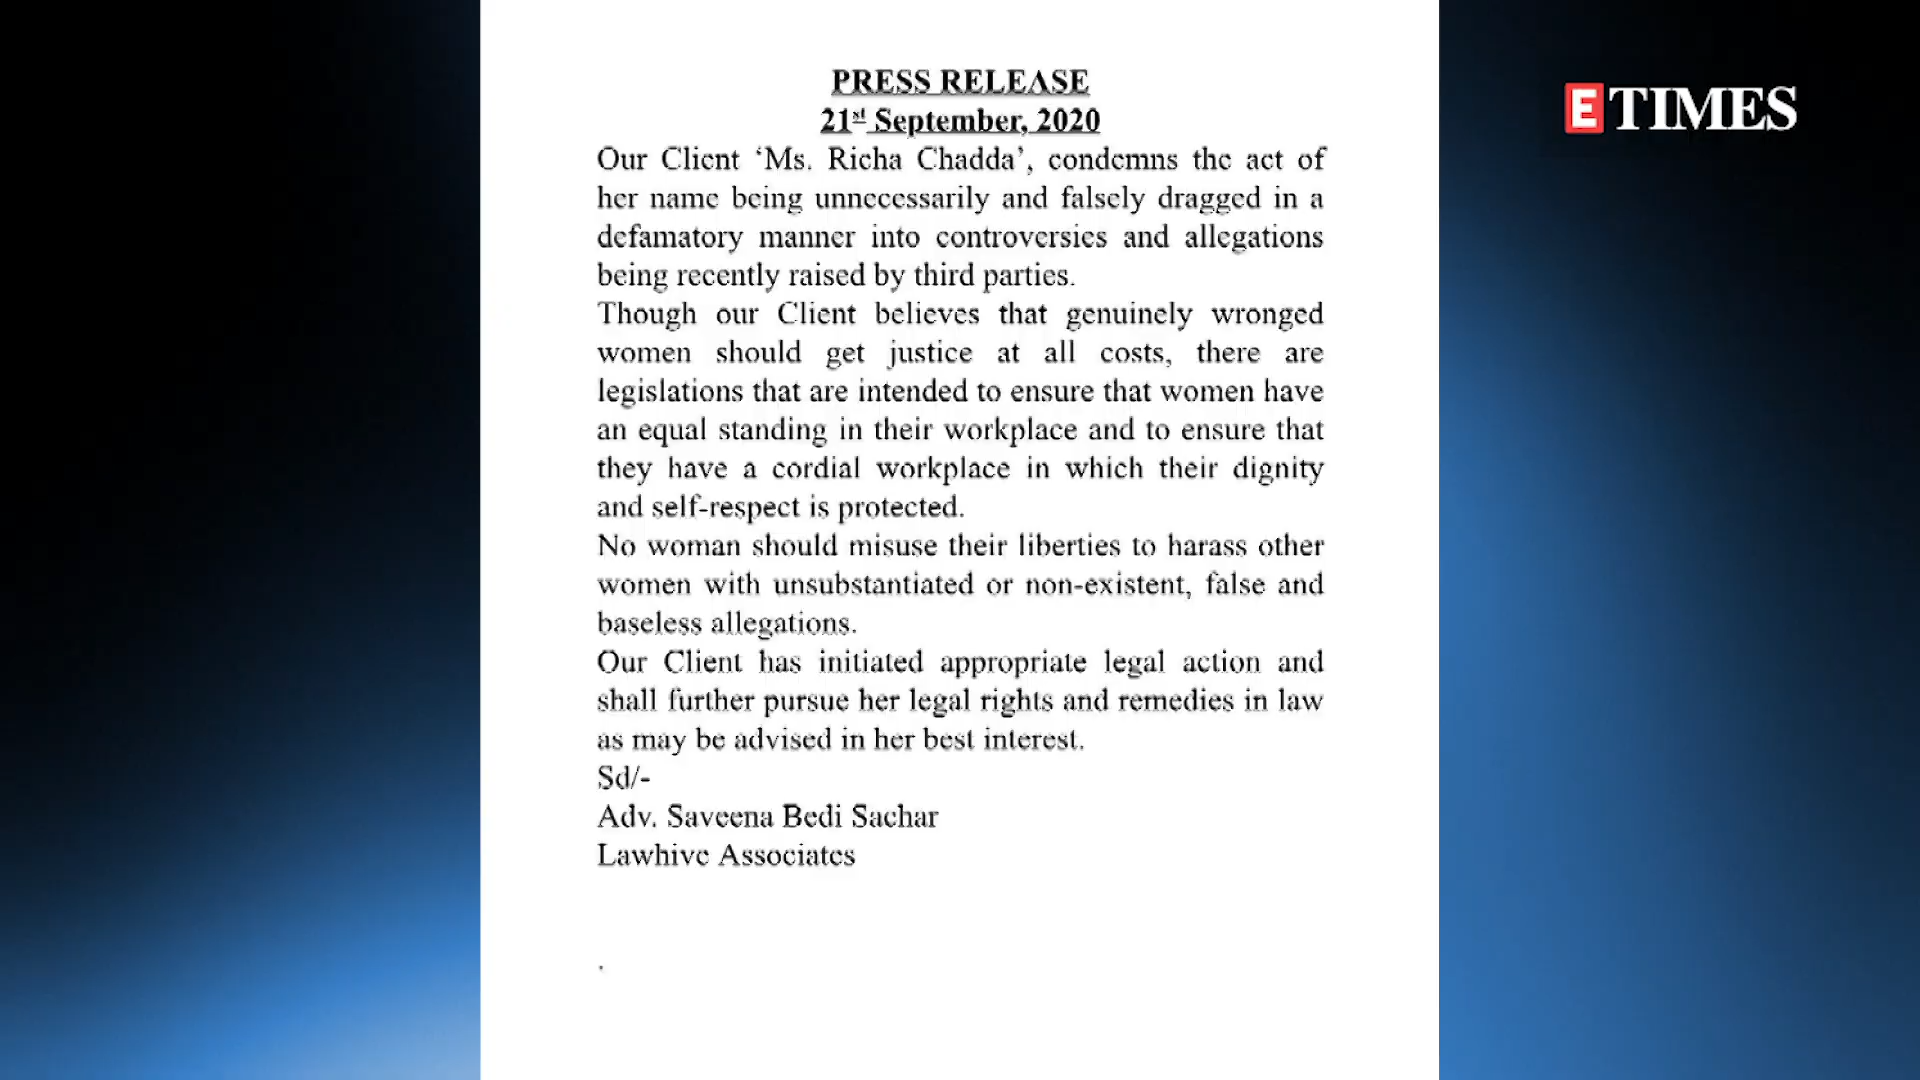 PRESS RELEASE
21st September, 2020
Our Client ‘Ms. Richa Chadda’, condemns the act of
her name being unnecessarily and falsely dragged in a
defamatory manner into controversies and allegations
being recently raised by third parties.
Though our Client believes that genuinely wronged
women should get justice at all costs, there are
legislations that are intended to ensure that women have
an equal standing in their workplace and to ensure that
they have a cordial workplace in which their dignity
and self-respect is protected.
No woman should misuse their liberties to harass other
women with unsubstantiated or non-existent, false and
baseless allegations.
Our Client has initiated appropriate legal action and
shall further pursue her legal rights and remedies in law
as may be advised in her best interest.
Sd/-
Adv. Saveena Bedi Sachar
Lawhive Associates
.
E TIMES